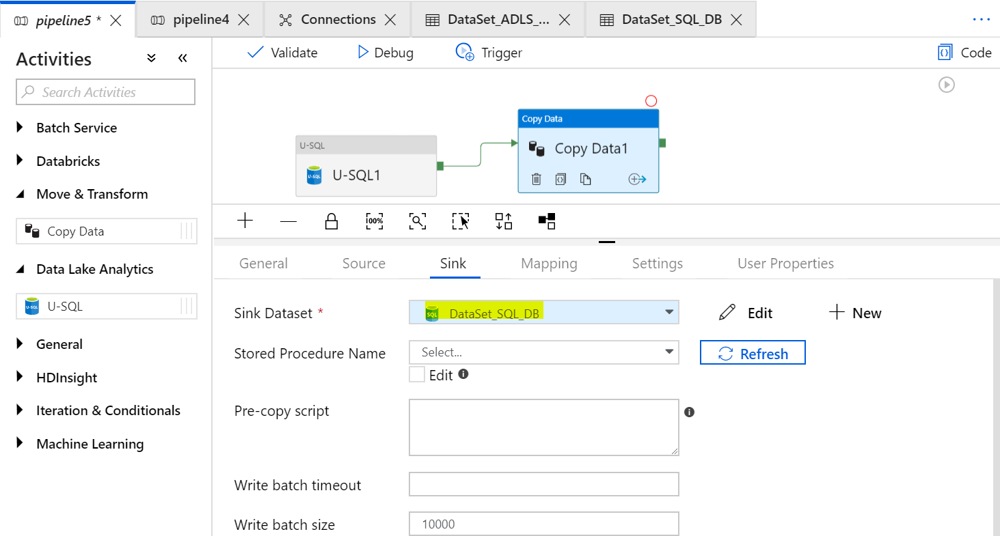 pipeline5 *
pipeline4
Connections
DataSet_ADLS_...
DataSet_SQL_DB
...
Activities
Validate
Debug
Trigger
Code
Search Activities
Batch Service
Databricks
Move & Transform
Copy Data
Data Lake Analytics
U-SQL
U-SQL
General
HDInsight
Iteration & Conditionals
Machine Learning
U-SQL
U-SQL
U-SQL1
Copy Data
Copy Data1
100%
General
Source
Sink
Mapping
Settings
User Properties
Sink Dataset *
SQL
DataSet_SQL_DB
Edit
New
Stored Procedure Name
Select...
Refresh
Edit
Pre-copy script
Write batch timeout
Write batch size
10000